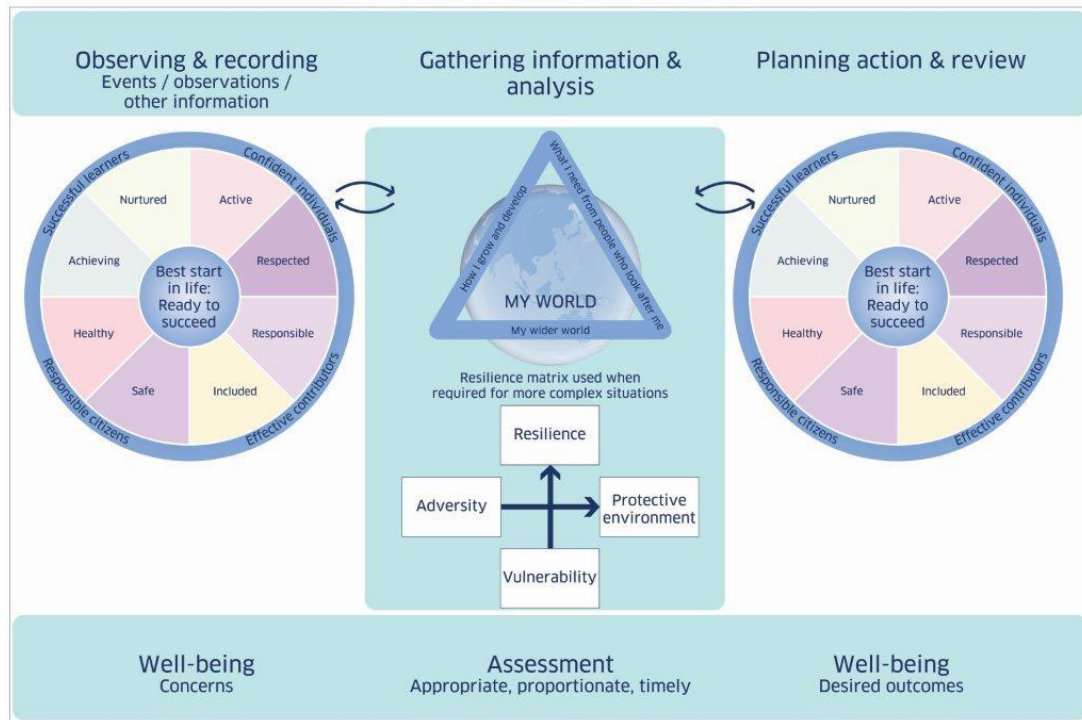 Observing & recording
Events / observations /
other information
Gathering information &
analysis
Planning action & review
Successful learners
Confident individuals
Nurtured
Active
Achieving
Respected
Best start
in life:
Ready to
succeed
Healthy
Responsible
Safe
Included
Responsible citizens
Effective contributors
How I grow and develop
What I need from people who look after me
MY WORLD
My wider world
Resilience matrix used when
required for more complex situations
Resilience
Adversity
Protective
environment
Vulnerability
Successful learners
Confident individuals
Nurtured
Active
Achieving
Respected
Best start
in life:
Ready to
succeed
Healthy
Responsible
Safe
Included
Responsible citizens
Effective contributors
Well-being
Concerns
Assessment
Appropriate, proportionate, timely
Well-being
Desired outcomes